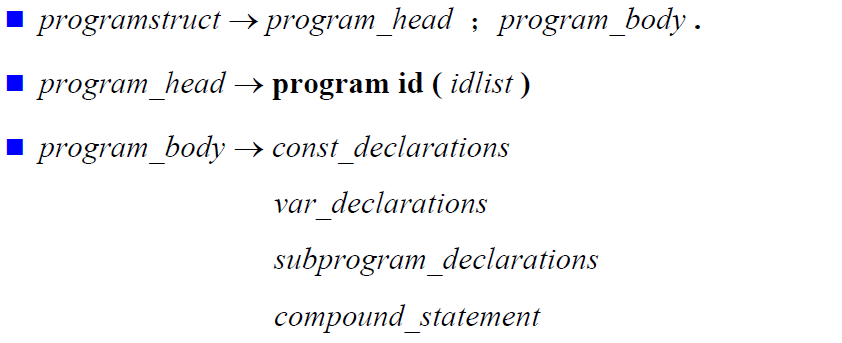 ■ programstruct → program_head ；program_body .
■ program_head → program id ( idlist )
■ program_body → const_declarations
var_declarations
subprogram_declarations
compound_statement